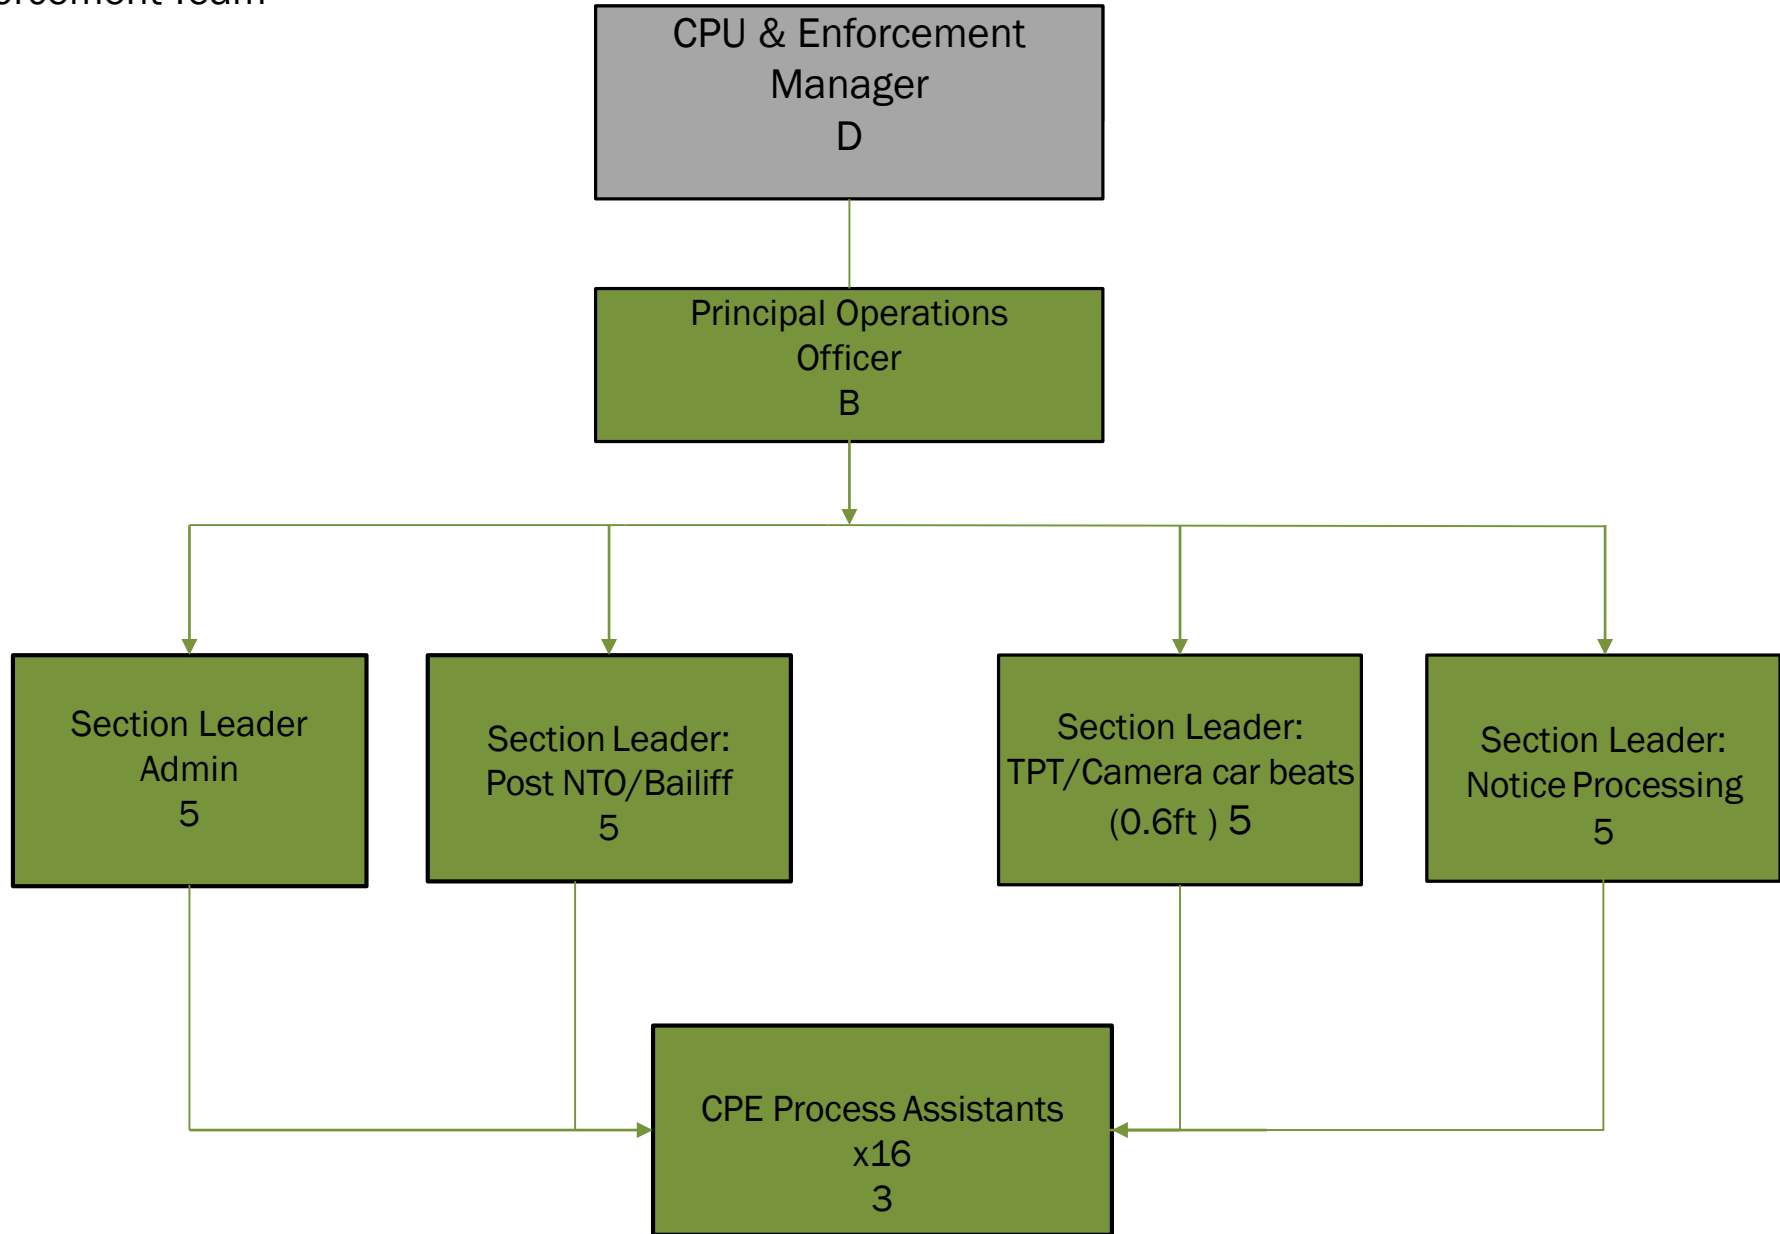 Team
CPU & Enforcement
Manager
D
Principal Operations
Officer
B
Section Leader
Admin
5
Section Leader:
Post NTO/Bailiff
5
Section Leader:
TPT/Camera car beats
(0.6ft ) 5
Section Leader:
Notice Processing
5
CPE Process Assistants
x16
3